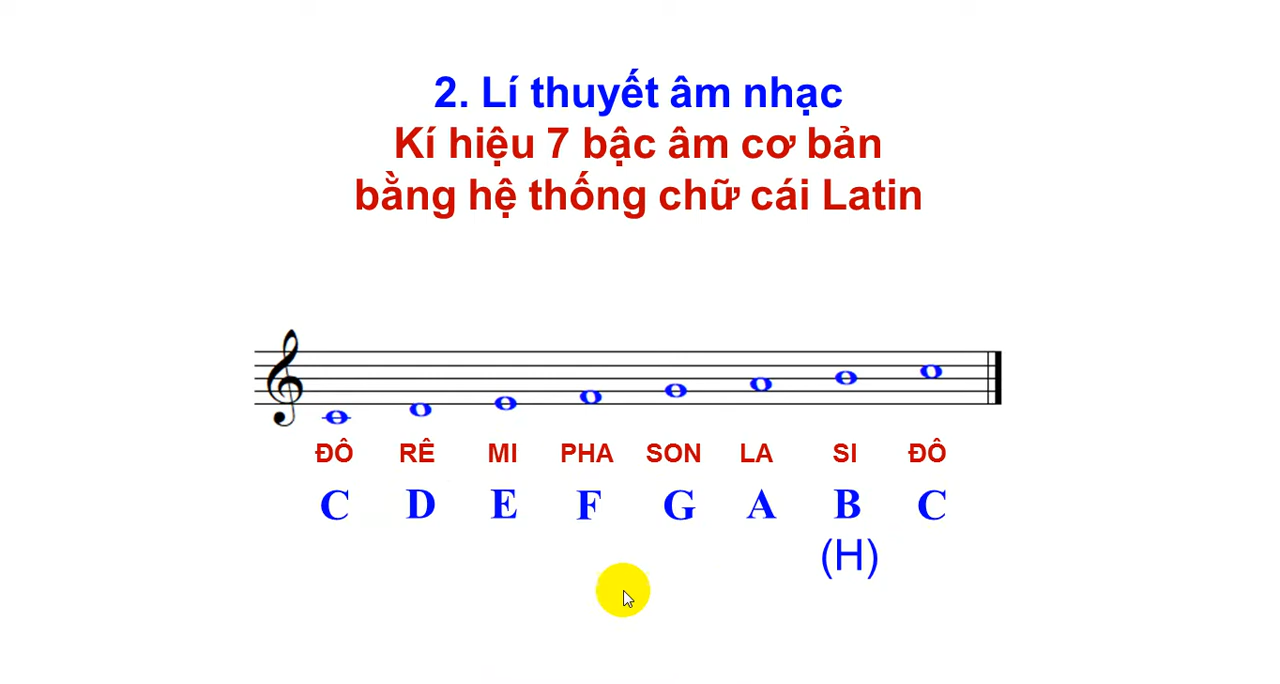 2. Lí thuyết âm nhạc
Kí hiệu 7 bậc âm cơ bản
bằng hệ thống chữ cái Latin
ĐÔ RÊ MI PHA SON LA SI ĐÔ
C D E F G A B C
(H)